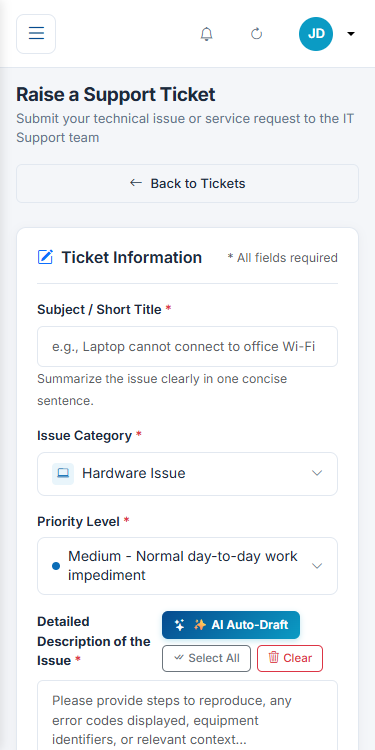 JD
Raise a Support Ticket
Submit your technical issue or service request to the IT
Support team
← Back to Tickets
Ticket Information * All fields required
Subject / Short Title *
e.g., Laptop cannot connect to office Wi-Fi
Summarize the issue clearly in one concise
sentence.
Issue Category *
Hardware Issue
Priority Level *
Medium - Normal day-to-day work
impediment
Detailed
Description of the
Issue *
✨ AI Auto-Draft
Select All Clear
Please provide steps to reproduce, any
error codes displayed, equipment
identifiers, or relevant context...